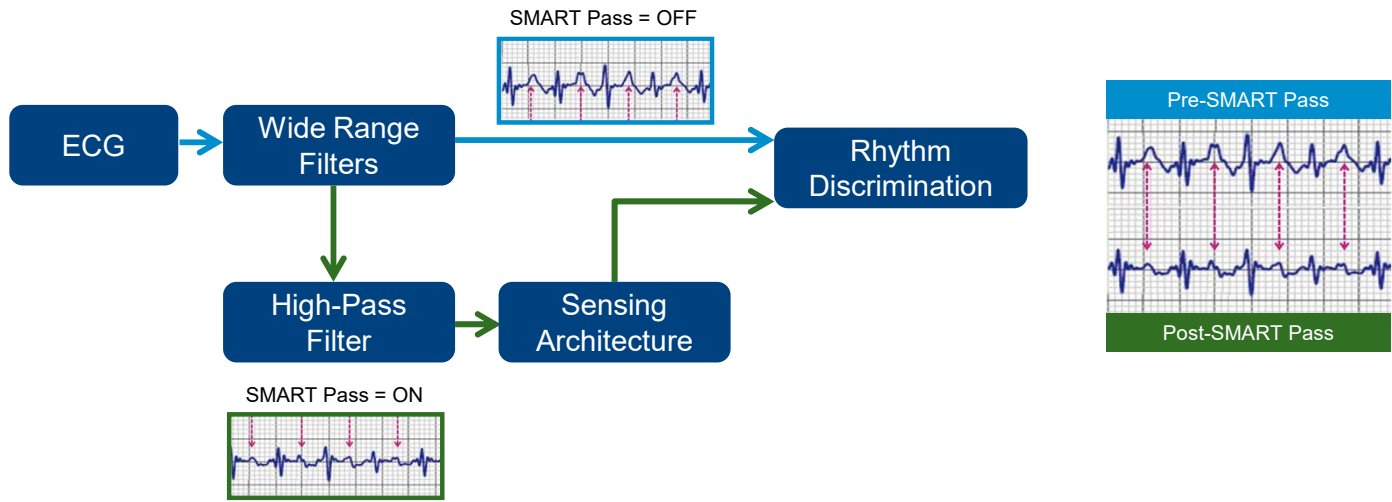 SMART Pass = OFF
ECG
Wide Range
Filters
Rhythm
Discrimination
High-Pass
Filter
Sensing
Architecture
SMART Pass = ON
Pre-SMART Pass
Post-SMART Pass